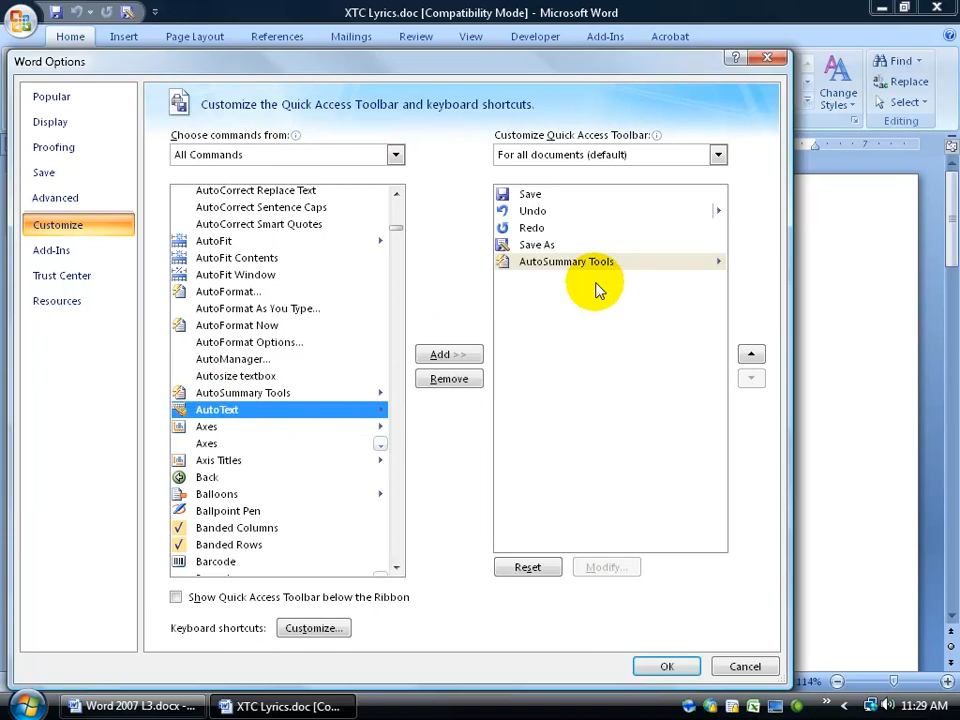 XTC Lyrics.doc [Compatibility Mode] - Microsoft Word
Home Insert Page Layout References Mailings Review View Developer Add-Ins Acrobat
Word Options
Find
Replace
Select
Change
Styles
Editing
Popular
Display
Proofing
Save
Advanced
Customize
Add-Ins
Trust Center
Resources
Customize the Quick Access Toolbar and keyboard shortcuts.
Choose commands from:
All Commands
AutoCorrect Replace Text
AutoCorrect Sentence Caps
AutoCorrect Smart Quotes
AutoFit
AutoFit Contents
AutoFit Window
AutoFormat...
AutoFormat As You Type...
AutoFormat Now
AutoFormat Options...
AutoManager...
Autosize textbox
AutoSummary Tools
AutoText
Axes
Axes
Axis Titles
Back
Balloons
Ballpoint Pen
Banded Columns
Banded Rows
Barcode
Add >>
Remove
Customize Quick Access Toolbar:
For all documents (default)
Save
Undo
Redo
Save As
AutoSummary Tools
Reset Modify...
Show Quick Access Toolbar below the Ribbon
Keyboard shortcuts: Customize...
OK Cancel
7
114%
Word 2007 L3.docx -... XTC Lyrics.doc [Co... 11:29 AM